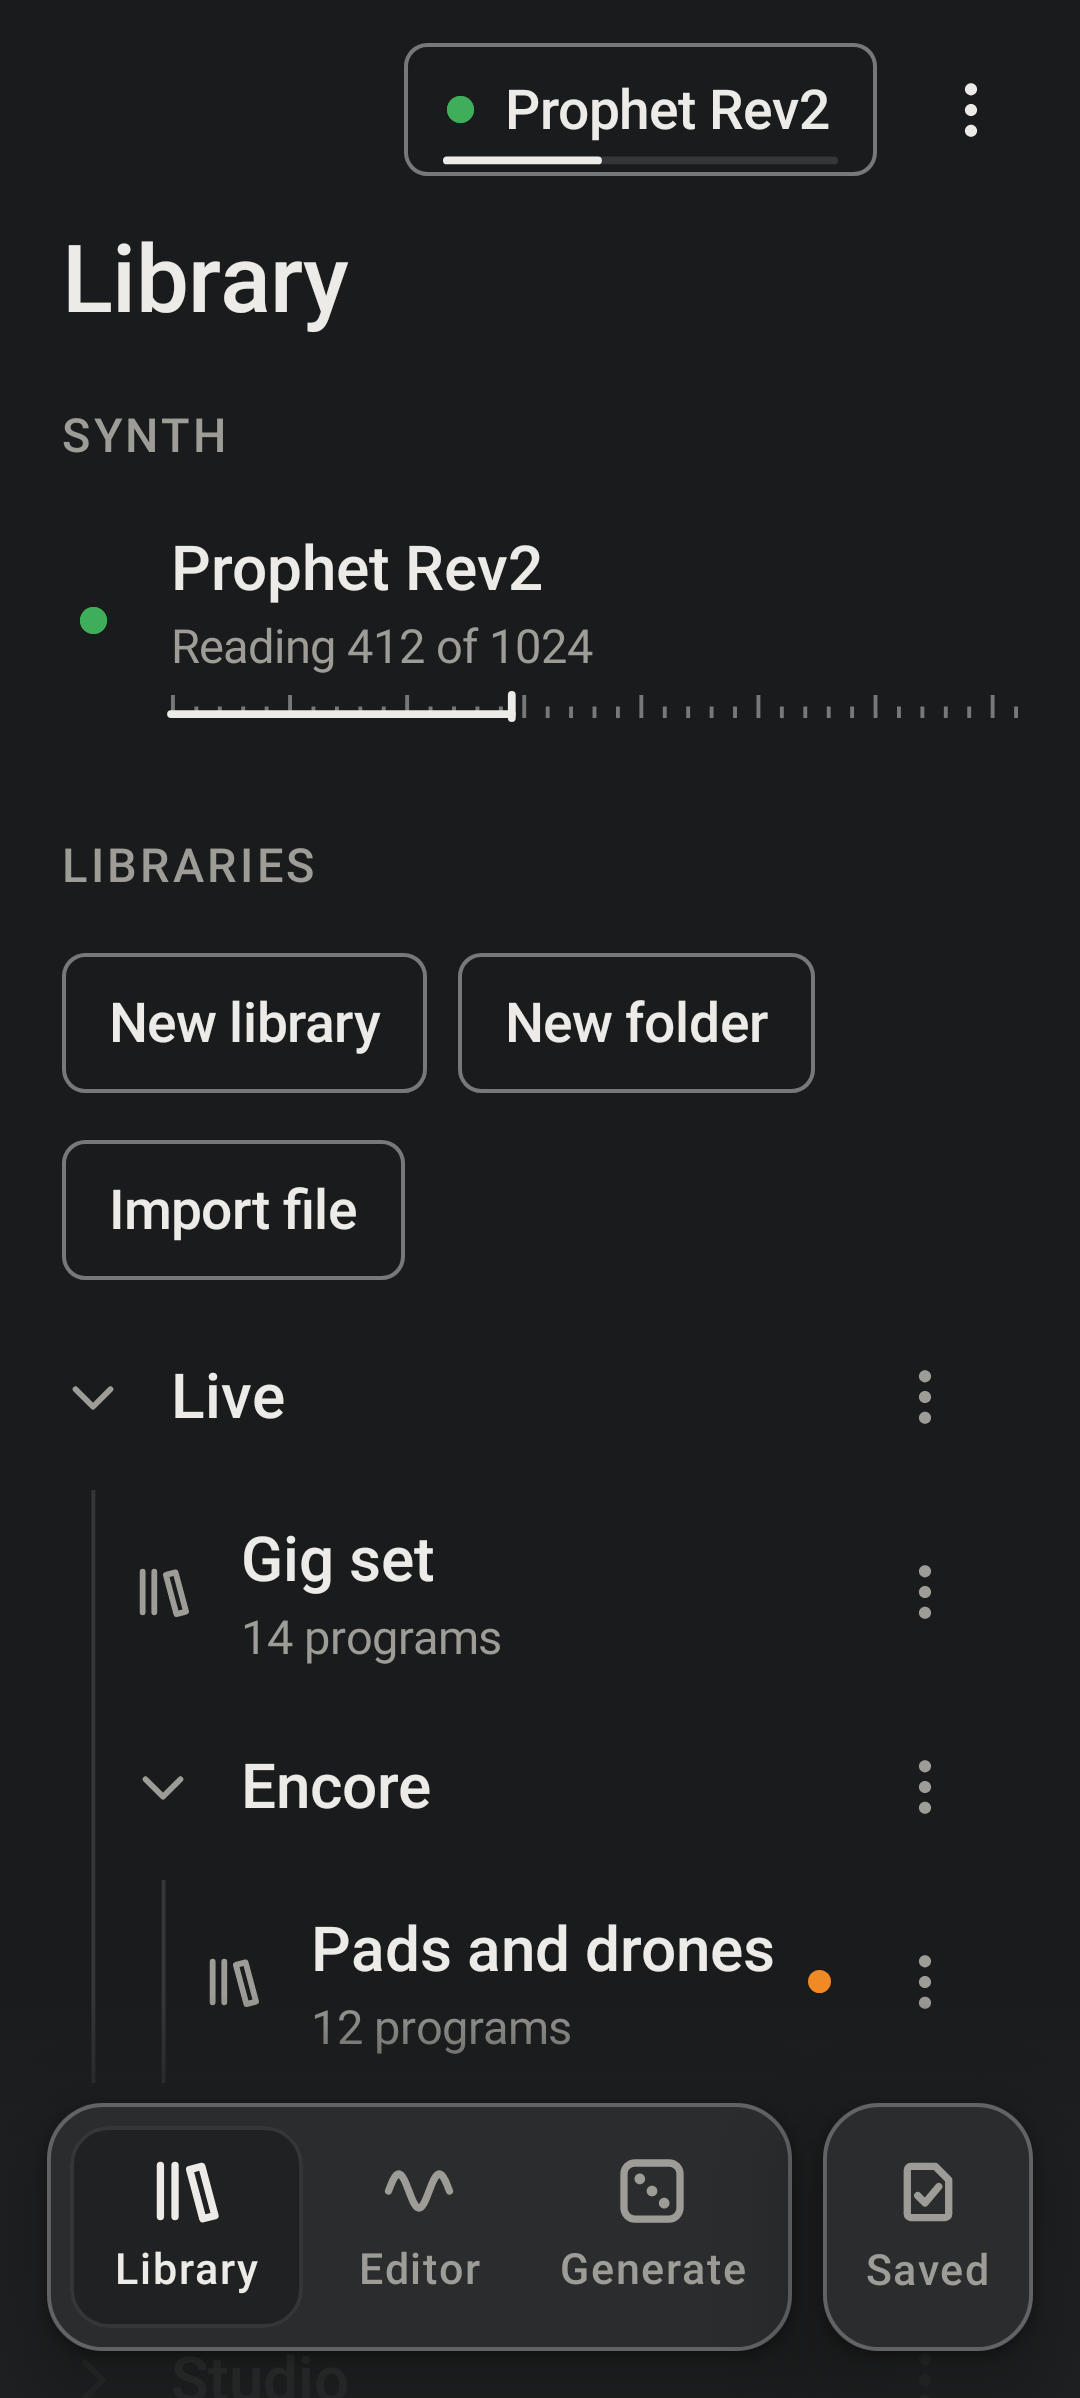 Prophet Rev2
Library
SYNTH
Prophet Rev2
Reading 412 of 1024
LIBRARIES
New library
New folder
Import file
Live
Gig set
14 programs
Encore
Pads and drones
12 programs
Library
Editor
Generate
Saved
Studio